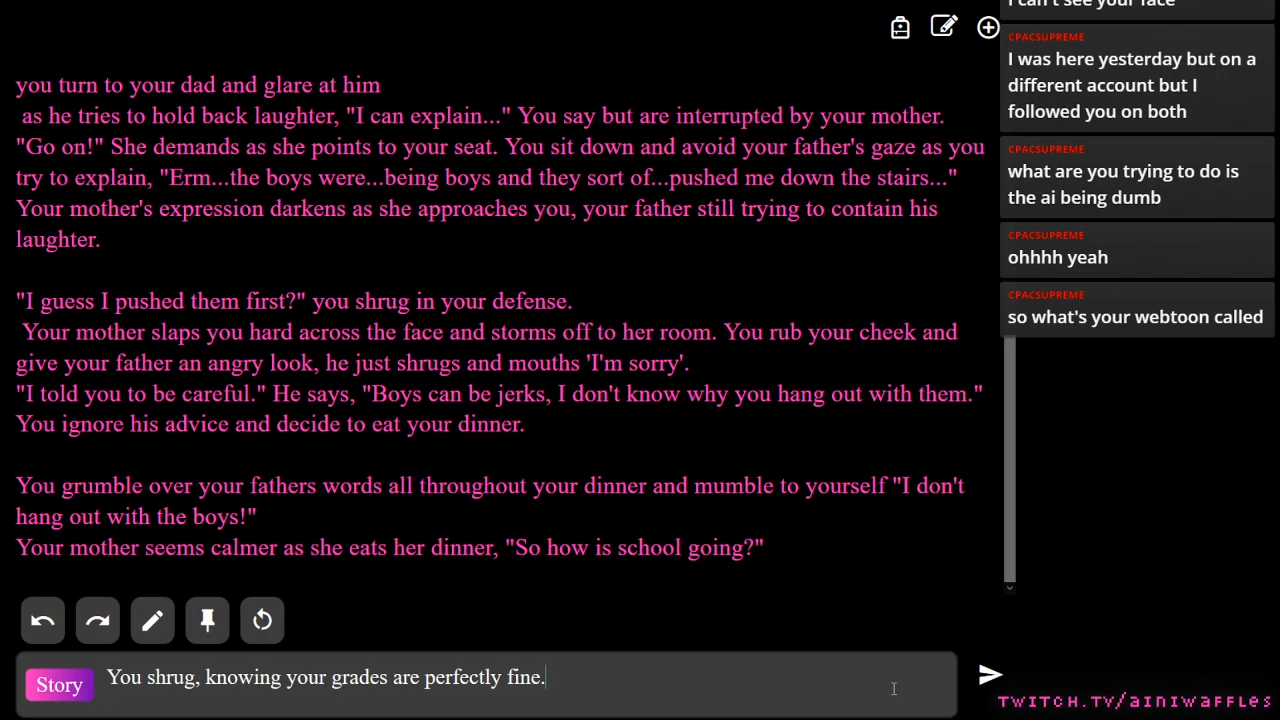 you turn to your dad and glare at him
as he tries to hold back laughter, "I can explain..." You say but are interrupted by your mother.
"Go on!" She demands as she points to your seat. You sit down and avoid your father's gaze as you
try to explain, "Erm...the boys were...being boys and they sort of...pushed me down the stairs..."
Your mother's expression darkens as she approaches you, your father still trying to contain his
laughter.
"I guess I pushed them first?" you shrug in your defense.
Your mother slaps you hard across the face and storms off to her room. You rub your cheek and
give your father an angry look, he just shrugs and mouths 'I'm sorry'.
"I told you to be careful." He says, "Boys can be jerks, I don't know why you hang out with them."
You ignore his advice and decide to eat your dinner.
You grumble over your fathers words all throughout your dinner and mumble to yourself "I don't
hang out with the boys!"
Your mother seems calmer as she eats her dinner, "So how is school going?"
Story
You shrug, knowing your grades are perfectly fine.
I can't see your face
CPACSUPREME
I was here yesterday but on a
different account but I
followed you on both
CPACSUPREME
what are you trying to do is
the ai being dumb
CPACSUPREME
ohhhh yeah
CPACSUPREME
so what's your webtoon called
TWITCH.TV/AINIWAFFLES